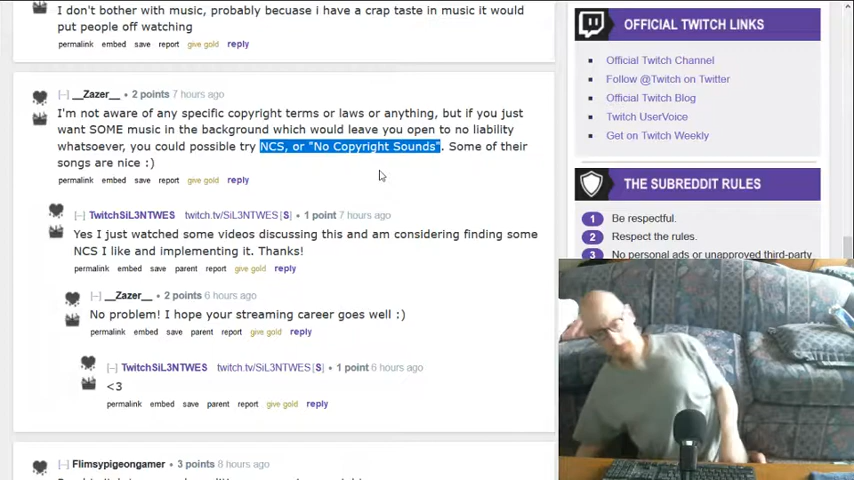 I don't bother with music, probably becuase i have a crap taste in music it would
put people off watching
permalink embed save report give gold reply
[–] __Zazer__ • 2 points 7 hours ago
I'm not aware of any specific copyright terms or laws or anything, but if you just
want SOME music in the background which would leave you open to no liability
whatsoever, you could possible try NCS, or "No Copyright Sounds". Some of their
songs are nice :)
permalink embed save report give gold reply
[–] TwitchSiL3NTWES twitch.tv/SiL3NTWES [S] • 1 point 7 hours ago
Yes I just watched some videos discussing this and am considering finding some
NCS I like and implementing it. Thanks!
permalink embed save parent report give gold reply
[–] __Zazer__ • 2 points 6 hours ago
No problem! I hope your streaming career goes well :)
permalink embed save parent report give gold reply
[–] TwitchSiL3NTWES twitch.tv/SiL3NTWES [S] • 1 point 6 hours ago
<3
permalink embed save parent report give gold reply
[–] Flimsypigeongamer • 3 points 8 hours ago
OFFICIAL TWITCH LINKS
Official Twitch Channel
Follow @Twitch on Twitter
Official Twitch Blog
Twitch UserVoice
Get on Twitch Weekly
THE SUBREDDIT RULES
1 Be respectful.
2 Respect the rules.
3 No personal ads or unapproved third-party